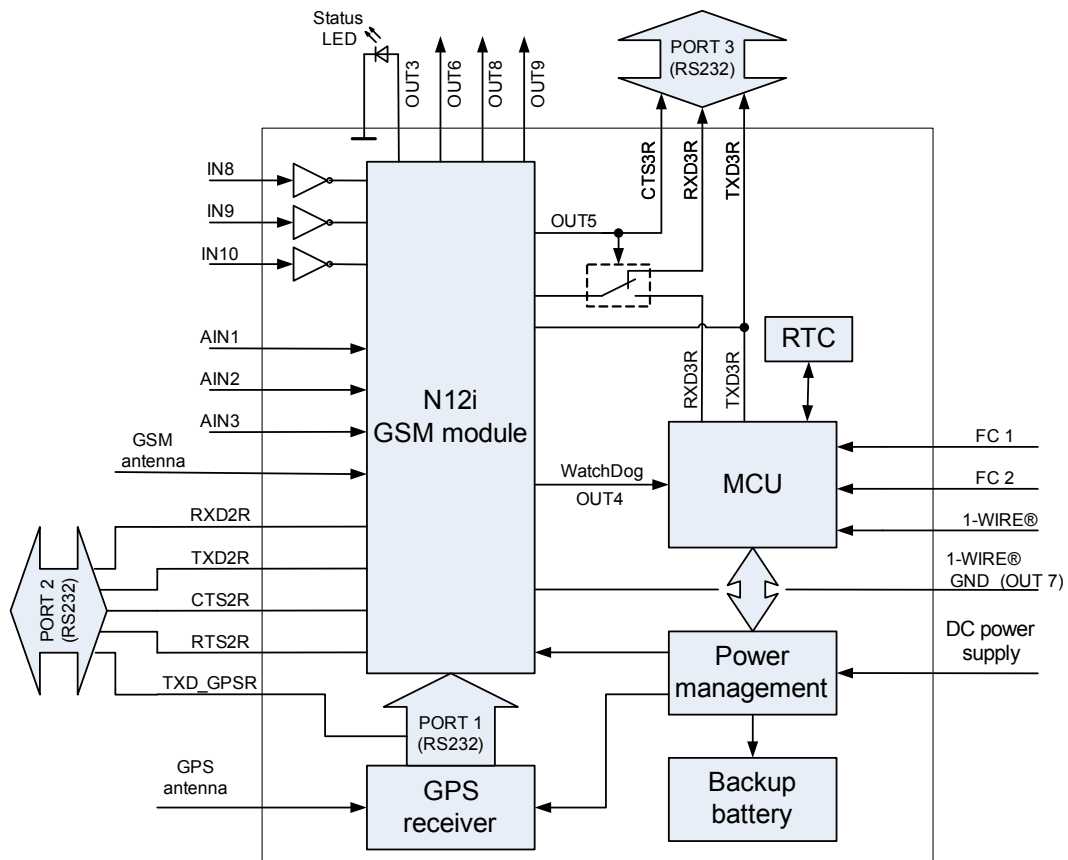 Status
LED
OUT3
OUT6
OUT8
OUT9
PORT 3
(RS232)
CTS3R
RXD3R
TXD3R
IN8
IN9
IN10
OUT5
AIN1
AIN2
AIN3
GSM
antenna
N12i
GSM module
RXD3R
TXD3R
RTC
WatchDog
OUT4
MCU
FC 1
FC 2
1-WIRE®
1-WIRE®
GND (OUT 7)
RXD2R
TXD2R
CTS2R
RTS2R
TXD_GPSR
PORT 2
(RS232)
DC power
supply
Power
management
PORT 1
(RS232)
GPS
antenna
GPS
receiver
Backup
battery